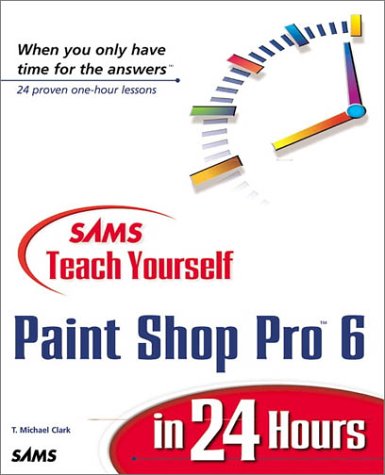 When you only have
time for the answers™
24 proven one-hour lessons
SAMS
Teach Yourself
Paint Shop Pro™ 6
T. Michael Clark
in 24 Hours
SAMS